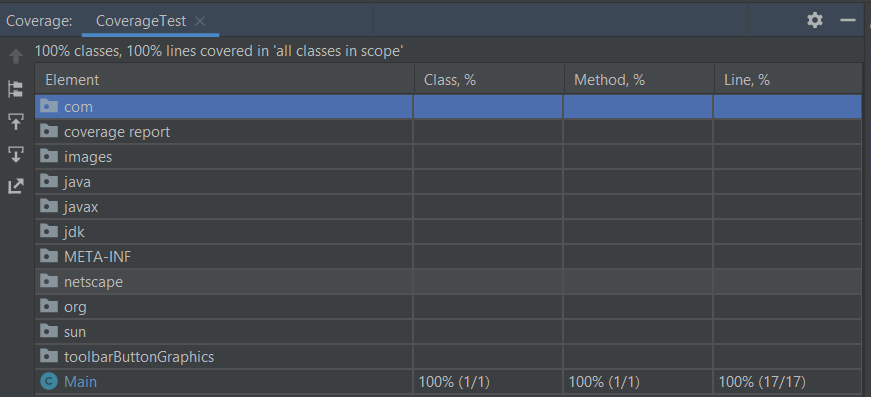 Coverage: CoverageTest
100% classes, 100% lines covered in 'all classes in scope'
Element Class, % Method, % Line, %
com
coverage report
images
java
javax
jdk
META-INF
netscape
org
sun
toolbarButtonGraphics
C Main 100% (1/1) 100% (1/1) 100% (17/17)